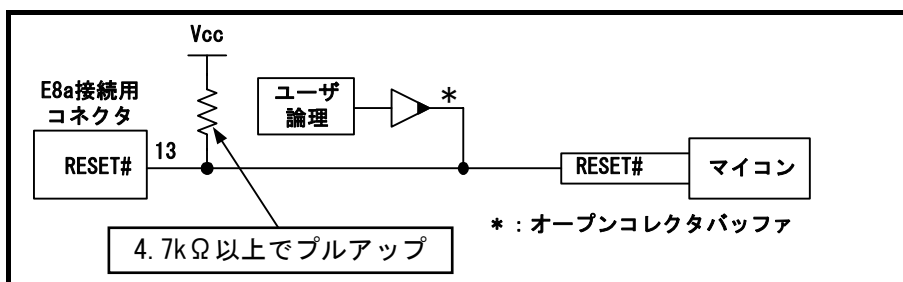 Vcc
E8a接続用
コネクタ
ユーザ
論理
*
RESET#
13
RESET#
マイコン
*：オープンコレクタバッファ
4.7kΩ以上でプルアップ